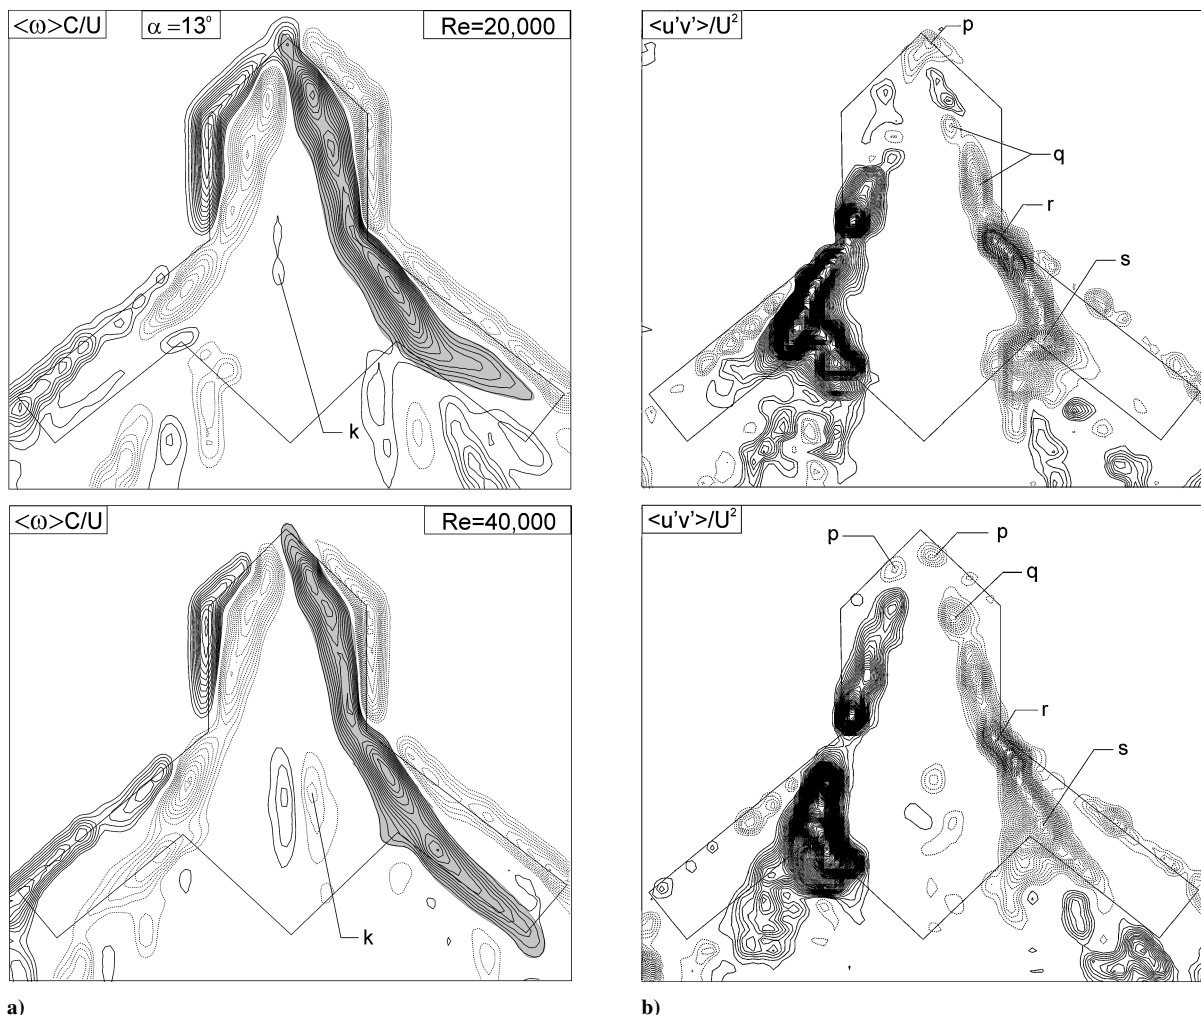 <ω>C/U
α=13°
Re=20,000
k
<u'v'>/U²
p
q
r
s
<ω>C/U
Re=40,000
k
<u'v'>/U²
p
p
q
r
s
a)
b)